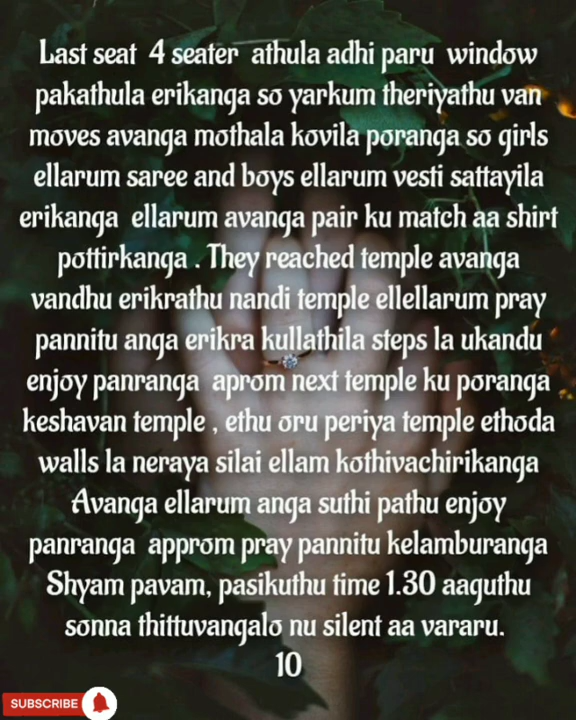 Last seat 4 seater athula adhi paru window
pakathula erikanga so yarkum theriyathu van
moves avanga mothala kovila poranga so girls
ellarum saree and boys ellarum vesti sattayila
erikanga ellarum avanga pair ku match aa shirt
pottirkanga . They reached temple avanga
vandhu erikrathu nandi temple ellellarum pray
pannitu anga erikra kullathila steps la ukandu
enjoy panranga aprom next temple ku poranga
keshavan temple , ethu oru periya temple ethoda
walls la neraya silai ellam kothivachirikanga
Avanga ellarum anga suthi pathu enjoy
panranga approm pray pannitu kelamburanga
Shyam pavam, pasikuthu time 1.30 aaguthu
sonna thittuvangalo nu silent aa vararu.
10
SUBSCRIBE